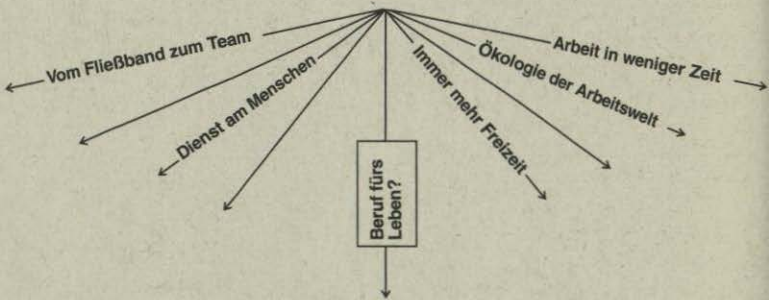 Vom Fließband zum Team
Dienst am Menschen
Beruf fürs
Leben?
Immer mehr Freizeit
Ökologie der Arbeitswelt
Arbeit in weniger Zeit